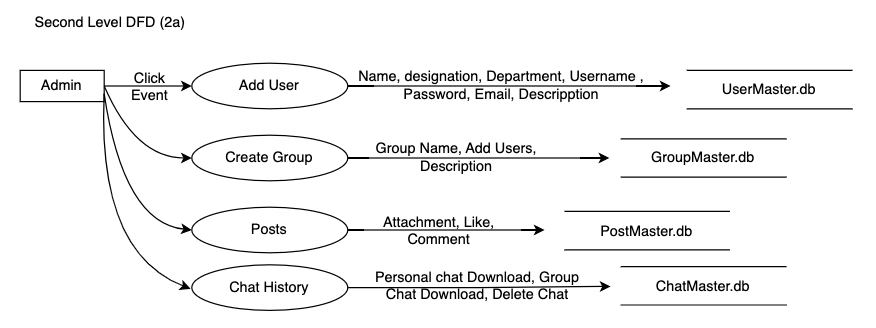 Second Level DFD (2a)
Admin
Click
Event
Add User
Name, designation, Department, Username ,
Password, Email, Descripption
UserMaster.db
Create Group
Group Name, Add Users,
Description
GroupMaster.db
Posts
Attachment, Like,
Comment
PostMaster.db
Chat History
Personal chat Download, Group
Chat Download, Delete Chat
ChatMaster.db